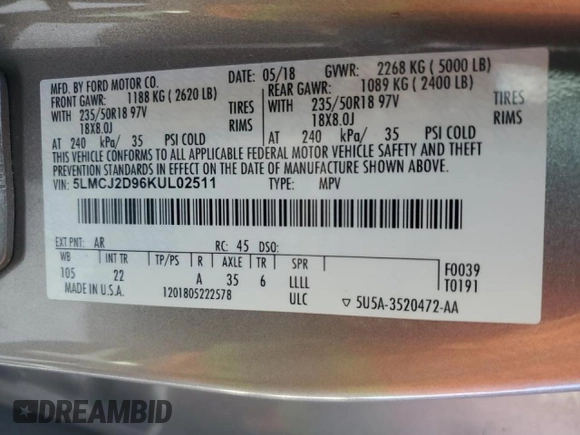 MFD. BY FORD MOTOR CO. DATE: 05/18 GVWR: 2268 KG ( 5000 LB)
FRONT GAWR: 1188 KG ( 2620 LB) REAR GAWR: 1089 KG ( 2400 LB)
WITH 235/50R18 97V TIRES WITH 235/50R18 97V TIRES
18X8.0J RIMS 18X8.0J RIMS
AT 240 kPa/ 35 PSI COLD AT 240 kPa/ 35 PSI COLD
THIS VEHICLE CONFORMS TO ALL APPLICABLE FEDERAL MOTOR VEHICLE SAFETY AND THEFT
PREVENTION STANDARDS IN EFFECT ON THE DATE OF MANUFACTURE SHOWN ABOVE.
VIN: 5LMCJ2D96KUL02511 TYPE: MPV
EXT PNT: AR RC: 45 DSO:
WB INT TR TP/PS R AXLE TR SPR
105 22 A 35 6 LLLL
F0039
T0191
MADE IN U.S.A. 1201805222578 ULC ▽ 5U5A-3520472-AA
DREAMBID